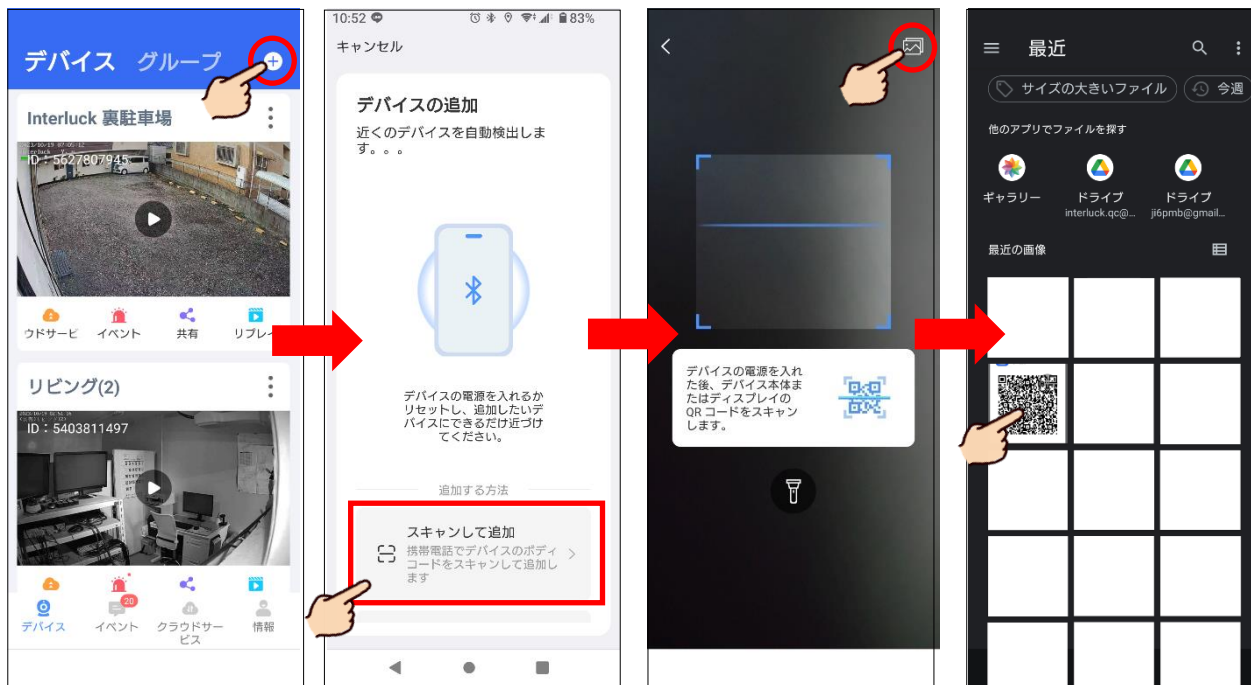 デバイス グループ
Interluck 裏駐車場
ID：5627807945
ウドサービ イベント 共有 リプレイ
リビング(2)
ID：5403811497
20
デバイス イベント クラウドサー
ビス 情報
10:52 83%
キャンセル
デバイスの追加
近くのデバイスを自動検出しま
す。。。
デバイスの電源を入れるか
リセットし、追加したいデ
バイスにできるだけ近づけ
てください。
追加する方法
スキャンして追加
携帯電話でデバイスのボディ
コードをスキャンして追加し
ます
デバイスの電源を入れ
た後、デバイス本体ま
たはディスプレイの
QR コードをスキャン
します。
最近
サイズの大きいファイル 今週
他のアプリでファイルを探す
ギャラリー ドライブ ドライブ
interluck.qc@... ji6pmb@gmail...
最近の画像